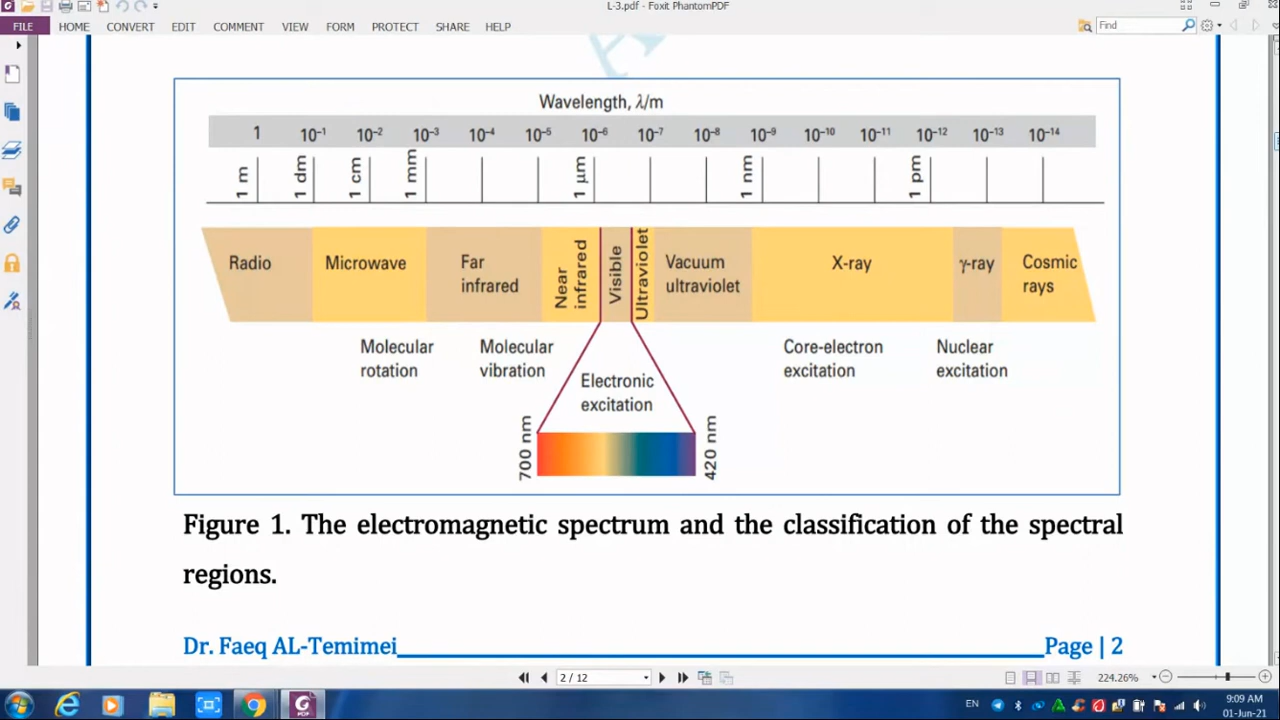 L-3.pdf - Foxit PhantomPDF
FILE HOME CONVERT EDIT COMMENT VIEW FORM PROTECT SHARE HELP
Find
Wavelength, λ/m
1 10⁻¹ 10⁻² 10⁻³ 10⁻⁴ 10⁻⁵ 10⁻⁶ 10⁻⁷ 10⁻⁸ 10⁻⁹ 10⁻¹⁰ 10⁻¹¹ 10⁻¹² 10⁻¹³ 10⁻¹⁴
1 m 1 dm 1 cm 1 mm 1 μm 1 nm 1 pm
Radio
Microwave
Far
infrared
Near
infrared
Visible
Ultraviolet
Vacuum
ultraviolet
X-ray
γ-ray
Cosmic
rays
Molecular
rotation
Molecular
vibration
Electronic
excitation
Core-electron
excitation
Nuclear
excitation
700 nm
420 nm
Figure 1. The electromagnetic spectrum and the classification of the spectral
regions.
Dr. Faeq AL-Temimei Page | 2
2 / 12
224.26%
PDF
EN
9:09 AM
01-Jun-21